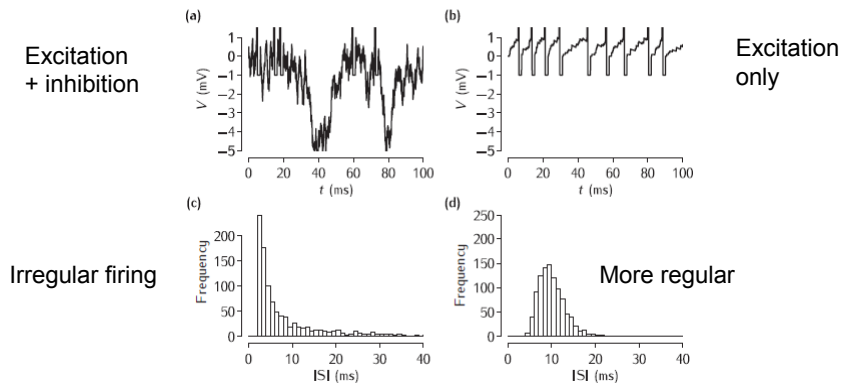 (a)
(b)
Excitation
+ inhibition
Excitation
only
V (mV)
1
0
−1
−2
−3
−4
−5
0 20 40 60 80 100
t (ms)
V (mV)
1
0
−1
−2
−3
−4
−5
0 20 40 60 80 100
t (ms)
(c)
(d)
Irregular firing
More regular
Frequency
200
150
100
50
0
0 10 20 30 40
ISI (ms)
Frequency
250
200
150
100
50
0
0 10 20 30 40
ISI (ms)